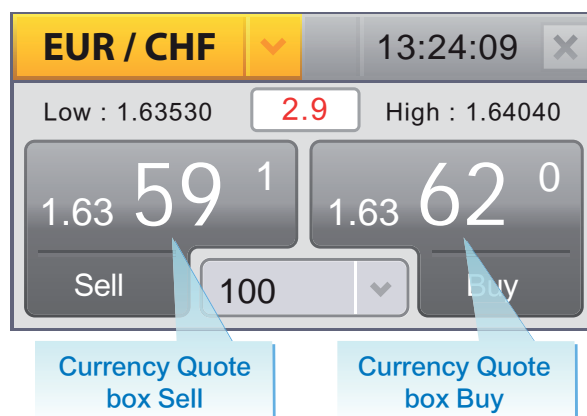 EUR / CHF 13:24:09
Low : 1.63530 2.9 High : 1.64040
1.63 59 1 1.63 62 0
Sell 100 Buy
Currency Quote
box Sell
Currency Quote
box Buy